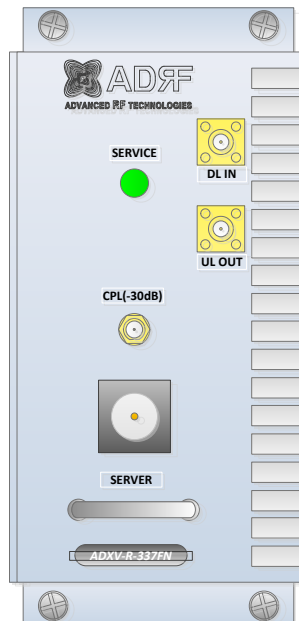 ADRF
ADVANCED RF TECHNOLOGIES
SERVICE
DL IN
UL OUT
CPL(-30dB)
SERVER
ADXV-R-337FN